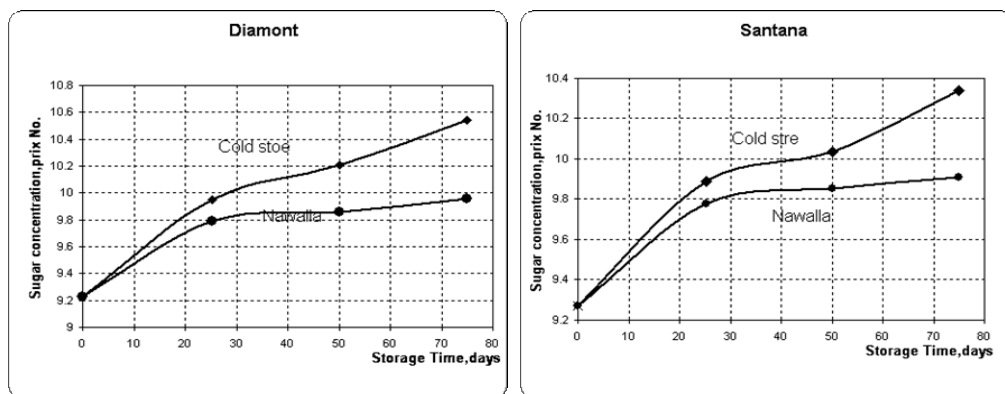 Diamont
Sugar concentration,prix No.
10.8
10.6
10.4
10.2
10
9.8
9.6
9.4
9.2
9
Cold stoe
Nawalla
0 10 20 30 40 50 60 70 80
Storage Time,days
Santana
Sugar concentration,prix No.
10.4
10.2
10
9.8
9.6
9.4
9.2
Cold stre
Nawalla
0 10 20 30 40 50 60 70 80
Storage Time,days